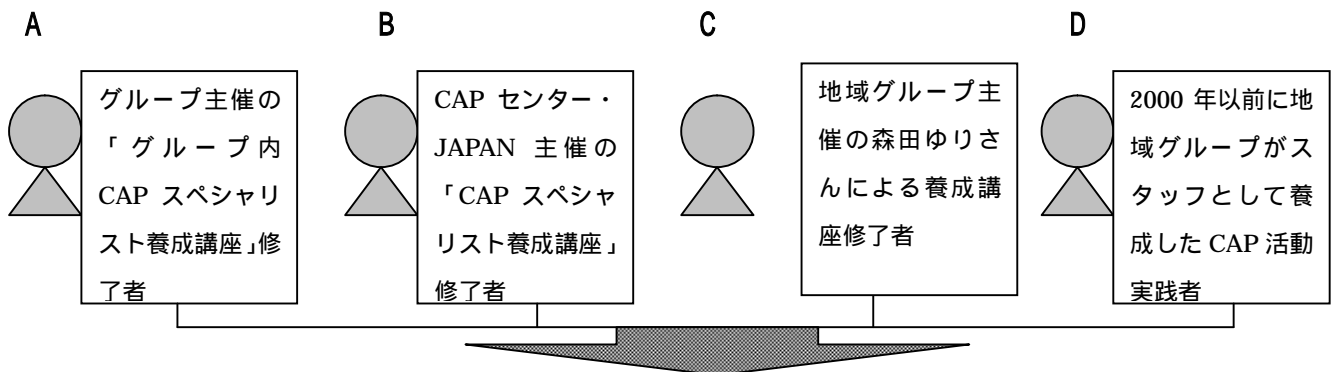 A
B
C
D
グループ主催の
「グループ内
CAP スペシャリ
スト養成講座」修
了者
CAP センター・
JAPAN 主催の
「CAP スペシャ
リスト養成講座」
修了者
地域グループ主
催の森田ゆりさ
んによる養成講
座修了者
2000 年以前に地
域グループがス
タッフとして養
成した CAP 活動
実践者